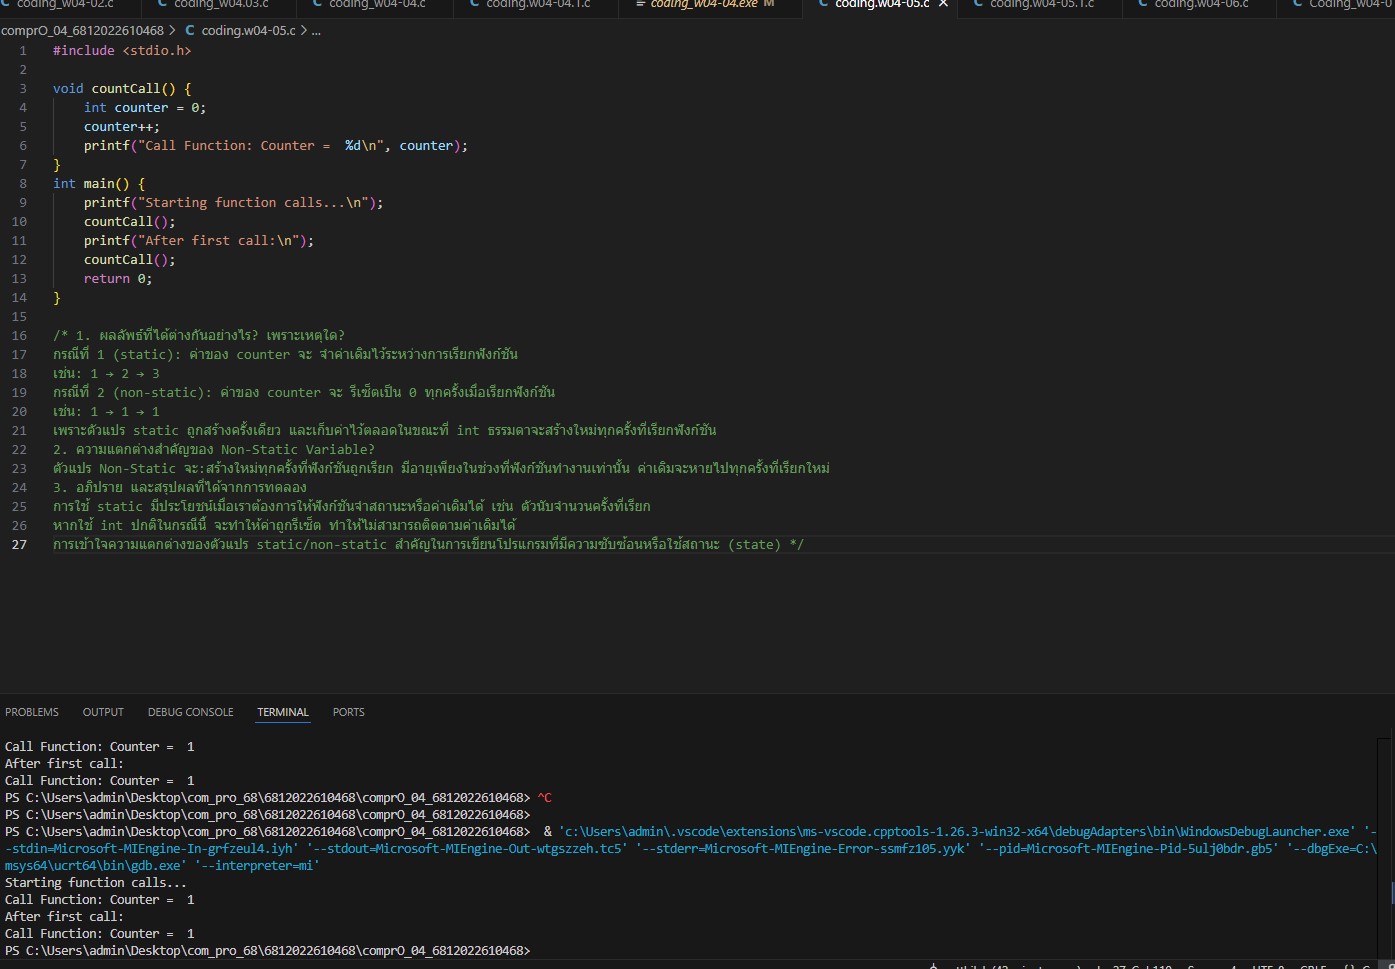 coding_w04-02.c coding_w04.03.c coding_w04-04.c coding.w04-04.1.c coding_w04-04.exe M coding.w04-05.c coding.w04-05.1.c coding.w04-06.c
comprO_04_6812022610468 > C coding.w04-05.c > ...
1 #include <stdio.h>
2
3 void countCall() {
4 int counter = 0;
5 counter++;
6 printf("Call Function: Counter =  %d\n", counter);
7 }
8 int main() {
9 printf("Starting function calls...\n");
10 countCall();
11 printf("After first call:\n");
12 countCall();
13 return 0;
14 }
15
16 /* 1. ผลลัพธ์ที่ได้ต่างกันอย่างไร? เพราะเหตุใด?
17 กรณีที่ 1 (static): ค่าของ counter จะ จำค่าเดิมไว้ระหว่างการเรียกฟังก์ชัน
18 เช่น: 1 → 2 → 3
19 กรณีที่ 2 (non-static): ค่าของ counter จะ รีเซ็ตเป็น 0 ทุกครั้งเมื่อเรียกฟังก์ชัน
20 เช่น: 1 → 1 → 1
21 เพราะตัวแปร static ถูกสร้างครั้งเดียว และเก็บค่าไว้ตลอดในขณะที่ int ธรรมดาจะสร้างใหม่ทุกครั้งที่เรียกฟังก์ชัน
22 2. ความแตกต่างสำคัญของ Non-Static Variable?
23 ตัวแปร Non-Static จะ:สร้างใหม่ทุกครั้งที่ฟังก์ชันถูกเรียก มีอายุเพียงในช่วงที่ฟังก์ชันทำงานเท่านั้น ค่าเดิมจะหายไปทุกครั้งที่เรียกใหม่
24 3. อภิปราย และสรุปผลที่ได้จากการทดลอง
25 การใช้ static มีประโยชน์เมื่อเราต้องการให้ฟังก์ชันจำสถานะหรือค่าเดิมได้ เช่น ตัวนับจำนวนครั้งที่เรียก
26 หากใช้ int ปกติในกรณีนี้ จะทำให้ค่าถูกรีเซ็ต ทำให้ไม่สามารถติดตามค่าเดิมได้
27 การเข้าใจความแตกต่างของตัวแปร static/non-static สำคัญในการเขียนโปรแกรมที่มีความซับซ้อนหรือใช้สถานะ (state) */
PROBLEMS OUTPUT DEBUG CONSOLE TERMINAL PORTS
Call Function: Counter =  1
After first call:
Call Function: Counter =  1
PS C:\Users\admin\Desktop\com_pro_68\6812022610468\comprO_04_6812022610468> ^C
PS C:\Users\admin\Desktop\com_pro_68\6812022610468\comprO_04_6812022610468>
PS C:\Users\admin\Desktop\com_pro_68\6812022610468\comprO_04_6812022610468>  & 'c:\Users\admin\.vscode\extensions\ms-vscode.cpptools-1.26.3-win32-x64\debugAdapters\bin\WindowsDebugLauncher.exe' '-
-stdin=Microsoft-MIEngine-In-grfzeul4.iyh' '--stdout=Microsoft-MIEngine-Out-wtgszzeh.tc5' '--stderr=Microsoft-MIEngine-Error-ssmfz105.yyk' '--pid=Microsoft-MIEngine-Pid-5ulj0bdr.gb5' '--dbgExe=C:\
msys64\ucrt64\bin\gdb.exe' '--interpreter=mi'
Starting function calls...
Call Function: Counter =  1
After first call:
Call Function: Counter =  1
PS C:\Users\admin\Desktop\com_pro_68\6812022610468\comprO_04_6812022610468>